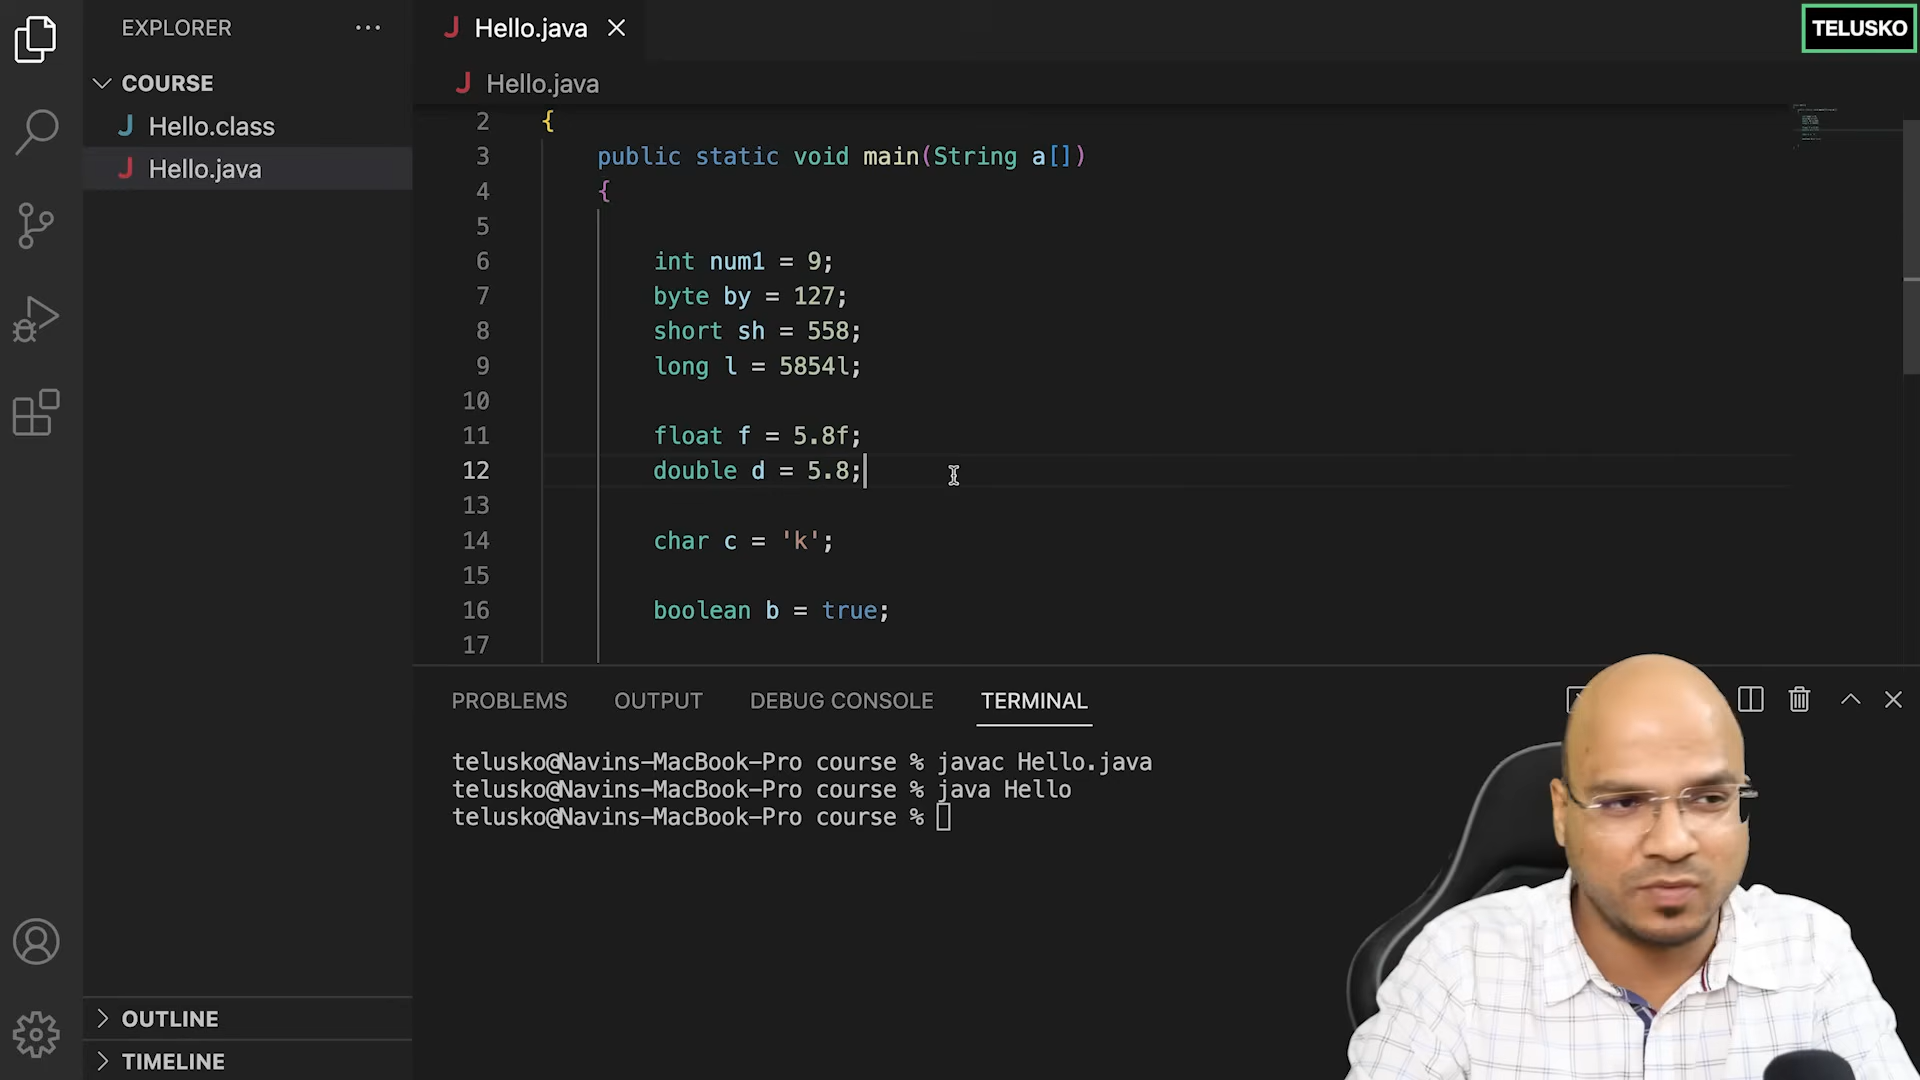 EXPLORER
COURSE
Hello.class
Hello.java
OUTLINE
TIMELINE
Hello.java
TELUSKO
Hello.java
2 {
3 public static void main(String a[])
4 {
5
6 int num1 = 9;
7 byte by = 127;
8 short sh = 558;
9 long l = 5854l;
10
11 float f = 5.8f;
12 double d = 5.8;
13
14 char c = 'k';
15
16 boolean b = true;
17
PROBLEMS OUTPUT DEBUG CONSOLE TERMINAL
telusko@Navins-MacBook-Pro course % javac Hello.java
telusko@Navins-MacBook-Pro course % java Hello
telusko@Navins-MacBook-Pro course %